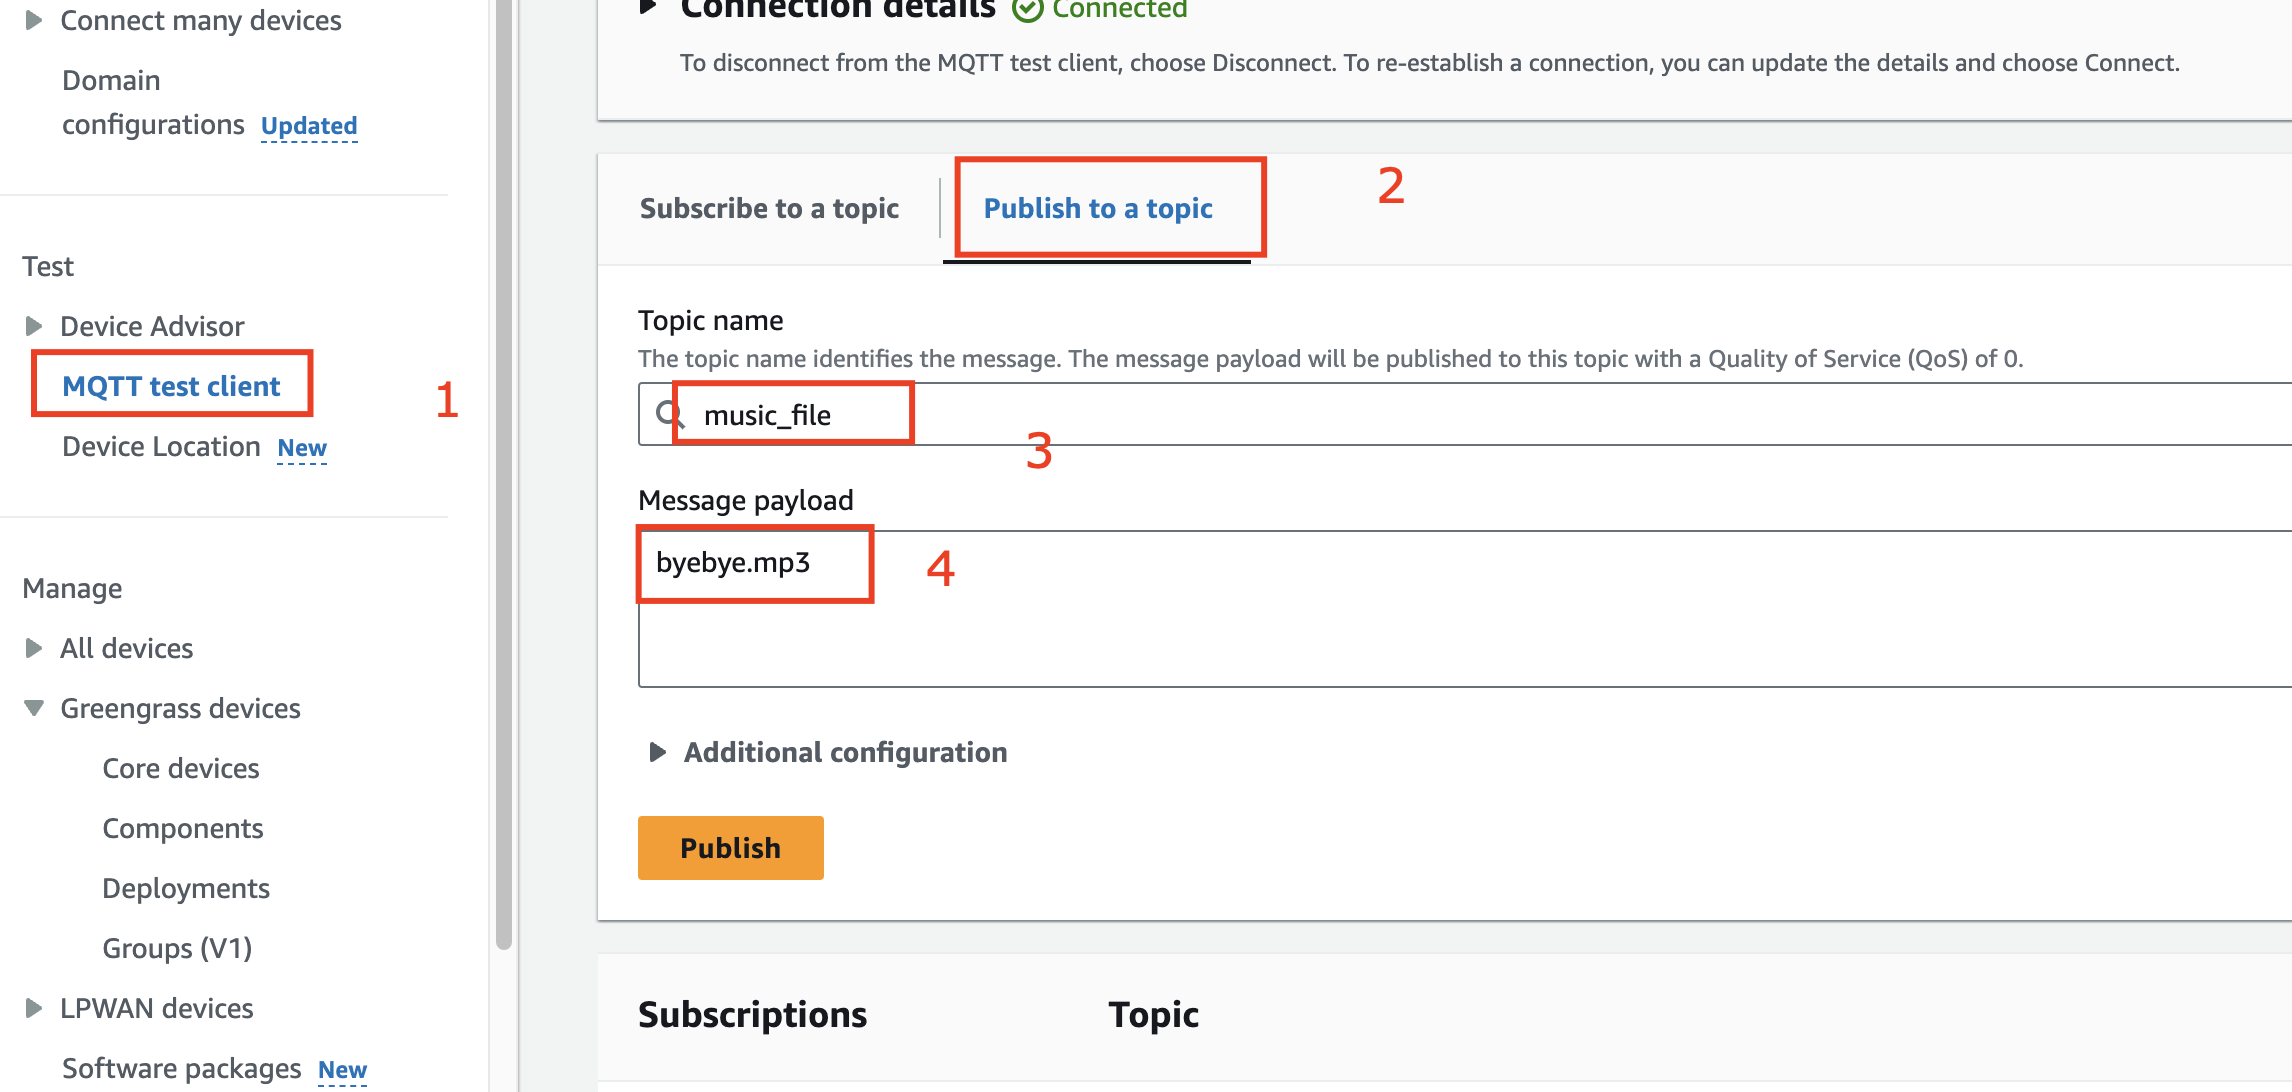 Connect many devices
Domain
configurations Updated
Test
Device Advisor
MQTT test client
1
Device Location New
Manage
All devices
Greengrass devices
Core devices
Components
Deployments
Groups (V1)
LPWAN devices
Software packages New
Connection details Connected
To disconnect from the MQTT test client, choose Disconnect. To re-establish a connection, you can update the details and choose Connect.
Subscribe to a topic
Publish to a topic
2
Topic name
The topic name identifies the message. The message payload will be published to this topic with a Quality of Service (QoS) of 0.
music_file
3
Message payload
byebye.mp3
4
Additional configuration
Publish
Subscriptions
Topic